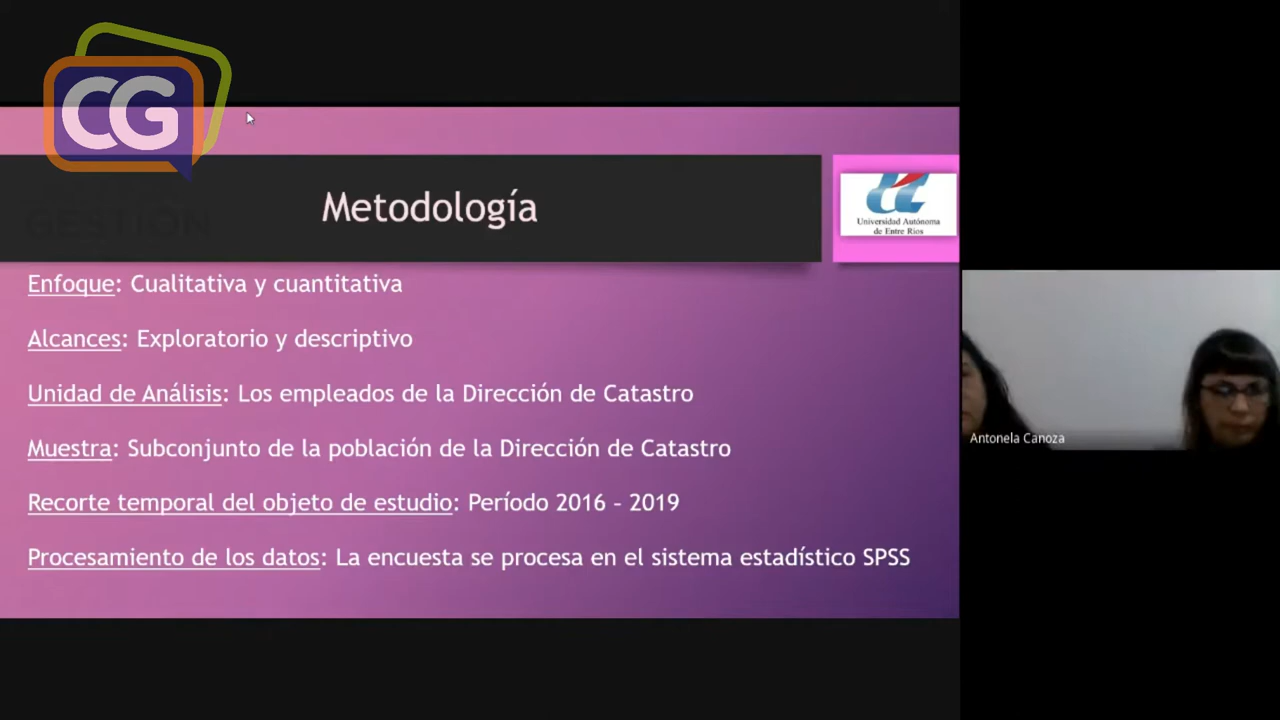 CG
GESTIÓN
Metodología
Universidad Autónoma
de Entre Ríos
Enfoque: Cualitativa y cuantitativa
Alcances: Exploratorio y descriptivo
Unidad de Análisis: Los empleados de la Dirección de Catastro
Muestra: Subconjunto de la población de la Dirección de Catastro
Recorte temporal del objeto de estudio: Período 2016 – 2019
Procesamiento de los datos: La encuesta se procesa en el sistema estadístico SPSS
Antonela Canoza